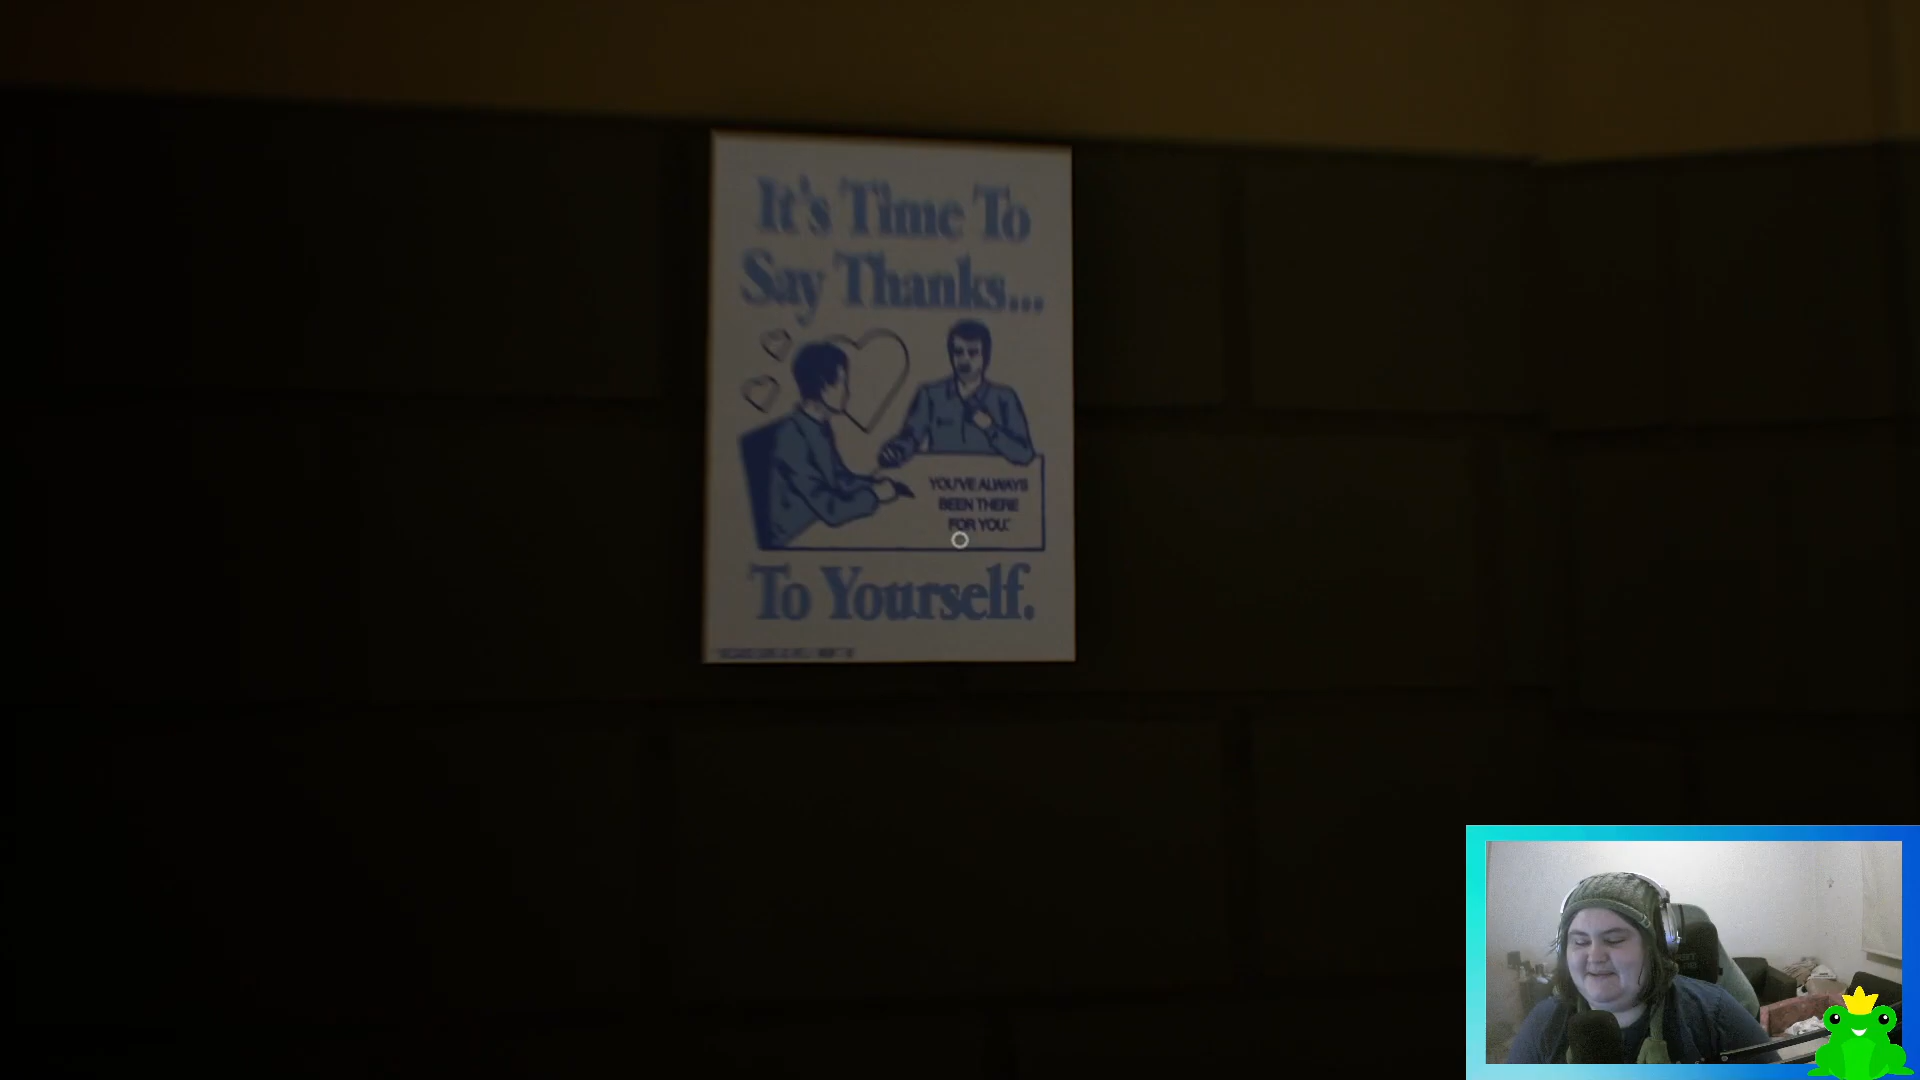 It's Time To
Say Thanks...
YOU'VE ALWAYS
BEEN THERE
FOR YOU."
To Yourself.